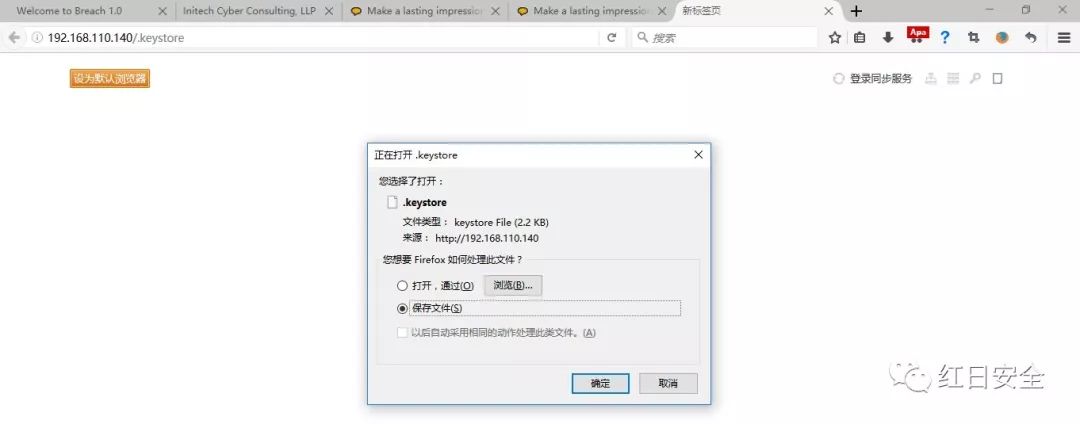 Welcome to Breach 1.0
Initech Cyber Consulting, LLP
Make a lasting impression
Make a lasting impression
新标签页
192.168.110.140/.keystore
搜索
Apa
设为默认浏览器
登录同步服务
正在打开 .keystore
您选择了打开：
.keystore
文件类型： keystore File (2.2 KB)
来源： http://192.168.110.140
您想要 Firefox 如何处理此文件？
打开，通过(O)
浏览(B)...
保存文件(S)
以后自动采用相同的动作处理此类文件。(A)
确定
取消
红日安全